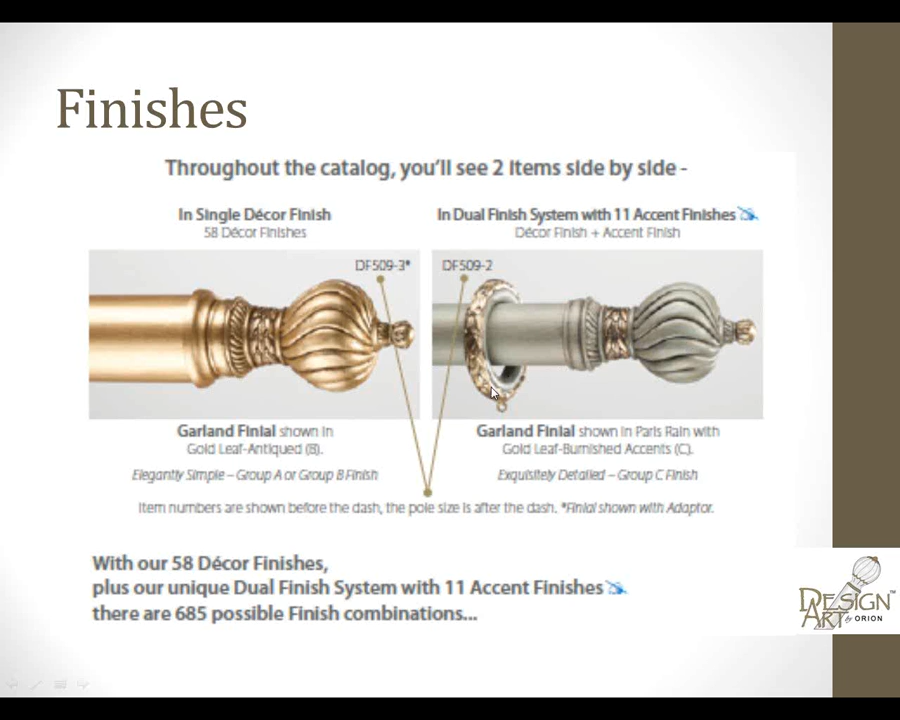 Finishes
Throughout the catalog, you'll see 2 items side by side -
In Single Décor Finish
58 Décor Finishes
In Dual Finish System with 11 Accent Finishes
Décor Finish + Accent Finish
DF509-3*
DF509-2
Garland Finial shown in
Gold Leaf-Antiqued (B).
Elegantly Simple – Group A or Group B Finish
Garland Finial shown in Paris Rain with
Gold Leaf-Burnished Accents (C).
Exquisitely Detailed – Group C Finish
Item numbers are shown before the dash, the pole size is after the dash. *Finial shown with Adaptor.
With our 58 Décor Finishes,
plus our unique Dual Finish System with 11 Accent Finishes
there are 685 possible Finish combinations...
DESIGN™
ART by ORION